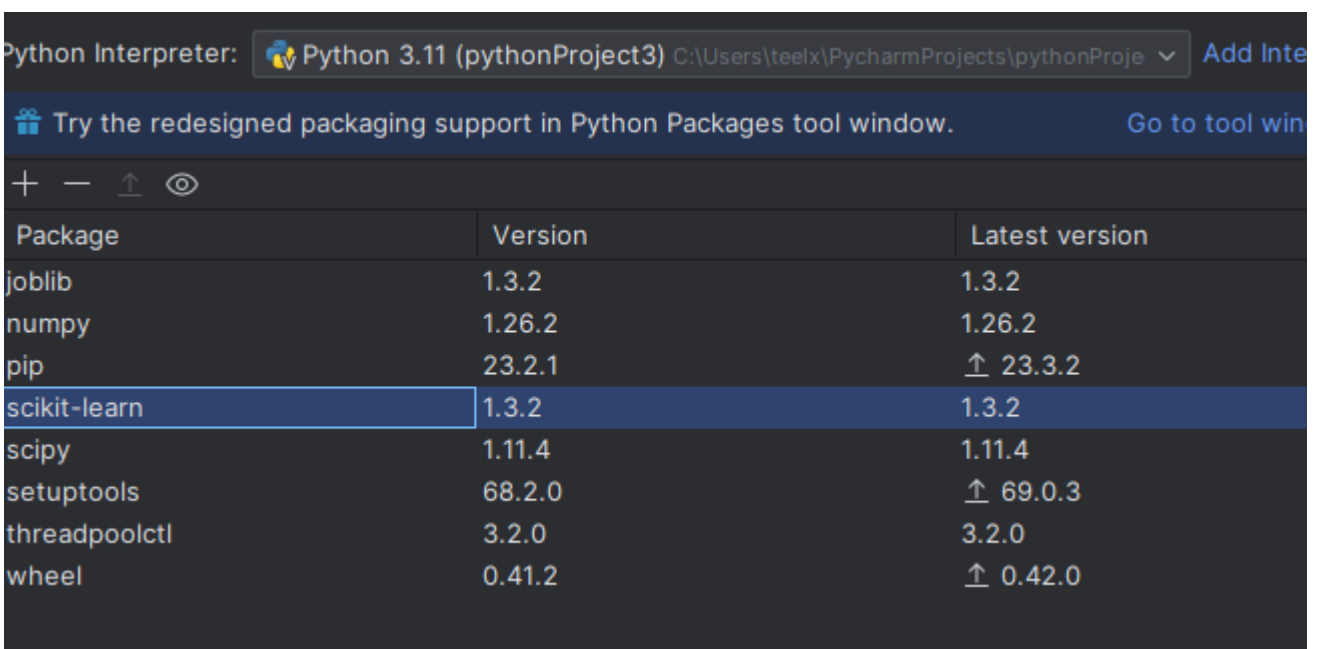 Python Interpreter: Python 3.11 (pythonProject3) C:\Users\teelx\PycharmProjects\pythonProje Add Inte
Try the redesigned packaging support in Python Packages tool window. Go to tool win
Package Version Latest version
joblib 1.3.2 1.3.2
numpy 1.26.2 1.26.2
pip 23.2.1 23.3.2
scikit-learn 1.3.2 1.3.2
scipy 1.11.4 1.11.4
setuptools 68.2.0 69.0.3
threadpoolctl 3.2.0 3.2.0
wheel 0.41.2 0.42.0